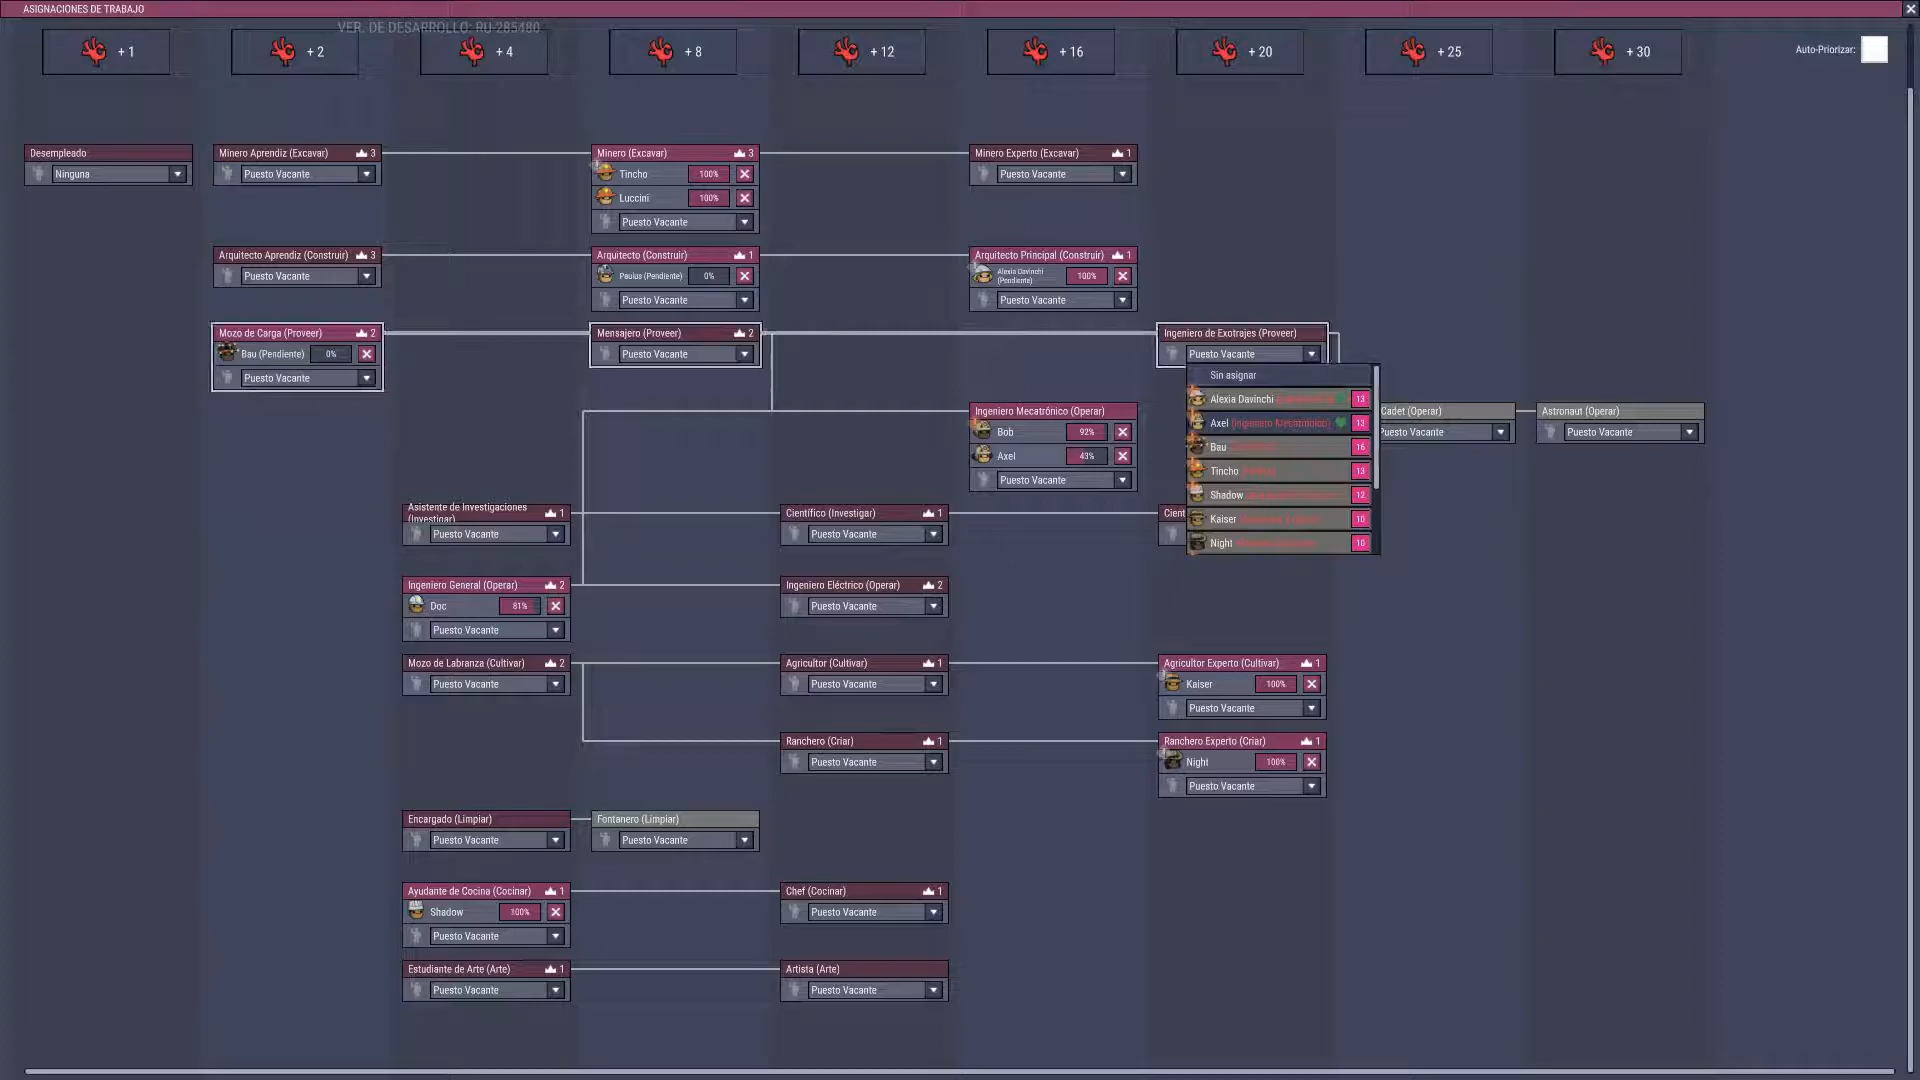 ASIGNACIONES DE TRABAJO
VER. DE DESARROLLO: RU-285480
+ 1
+ 2
+ 4
+ 8
+ 12
+ 16
+ 20
+ 25
+ 30
Auto-Priorizar:
Desempleado
Ninguna
Minero Aprendiz (Excavar) 3
Puesto Vacante
Minero (Excavar) 3
Tincho 100%
Luccini 100%
Puesto Vacante
Minero Experto (Excavar) 1
Puesto Vacante
Arquitecto Aprendiz (Construir) 3
Puesto Vacante
Arquitecto (Construir) 1
Paulus (Pendiente) 0%
Puesto Vacante
Arquitecto Principal (Construir) 1
Alexia Davinchi
(Pendiente) 100%
Puesto Vacante
Mozo de Carga (Proveer) 2
Bau (Pendiente) 0%
Puesto Vacante
Mensajero (Proveer) 2
Puesto Vacante
Ingeniero de Exotrajes (Proveer)
Puesto Vacante
Sin asignar
Alexia Davinchi 13
Axel (Ingeniero Mecatrónico) 13
Bau 16
Tincho 13
Shadow 12
Kaiser 10
Night 10
Ingeniero Mecatrónico (Operar)
Bob 92%
Axel 43%
Puesto Vacante
Cadet (Operar)
Puesto Vacante
Astronaut (Operar)
Puesto Vacante
Asistente de Investigaciones
(Investigar) 1
Puesto Vacante
Científico (Investigar) 1
Puesto Vacante
Cient
Ingeniero General (Operar) 2
Doc 81%
Puesto Vacante
Ingeniero Eléctrico (Operar) 2
Puesto Vacante
Mozo de Labranza (Cultivar) 2
Puesto Vacante
Agricultor (Cultivar) 1
Puesto Vacante
Agricultor Experto (Cultivar) 1
Kaiser 100%
Puesto Vacante
Ranchero (Criar) 1
Puesto Vacante
Ranchero Experto (Criar) 1
Night 100%
Puesto Vacante
Encargado (Limpiar)
Puesto Vacante
Fontanero (Limpiar)
Puesto Vacante
Ayudante de Cocina (Cocinar) 1
Shadow 100%
Puesto Vacante
Chef (Cocinar) 1
Puesto Vacante
Estudiante de Arte (Arte) 1
Puesto Vacante
Artista (Arte)
Puesto Vacante